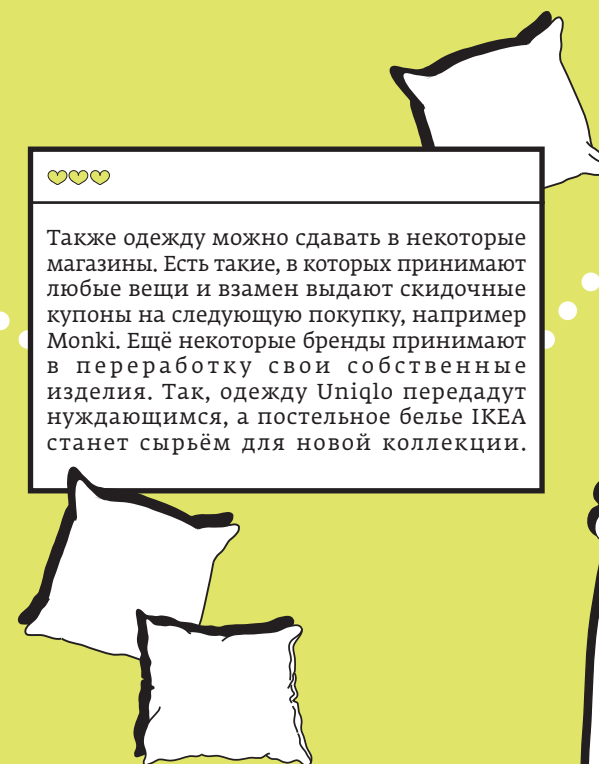 Также одежду можно сдавать в некоторые
магазины. Есть такие, в которых принимают
любые вещи и взамен выдают скидочные
купоны на следующую покупку, например
Monki. Ещё некоторые бренды принимают
в переработку свои собственные
изделия. Так, одежду Uniqlo передадут
нуждающимся, а постельное белье IKEA
станет сырьём для новой коллекции.